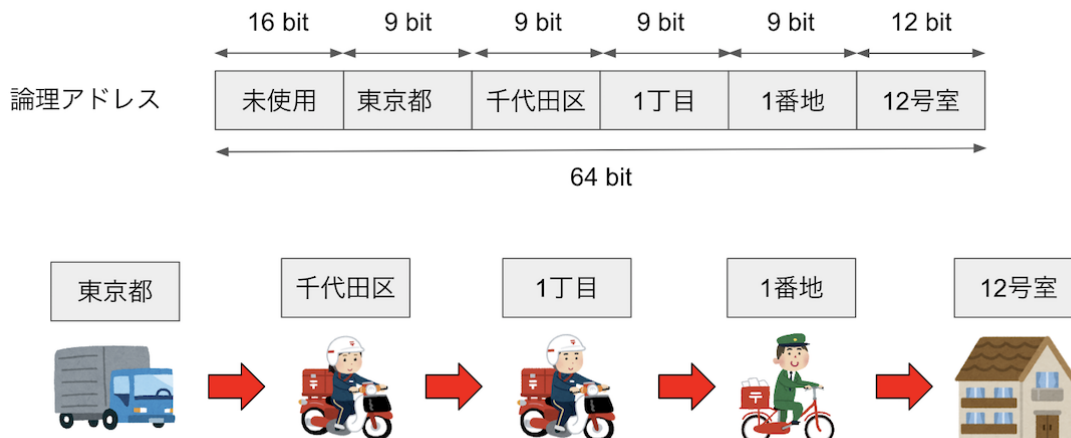 16 bit 9 bit 9 bit 9 bit 9 bit 12 bit
論理アドレス 未使用 東京都 千代田区 1丁目 1番地 12号室
64 bit
東京都 千代田区 1丁目 1番地 12号室